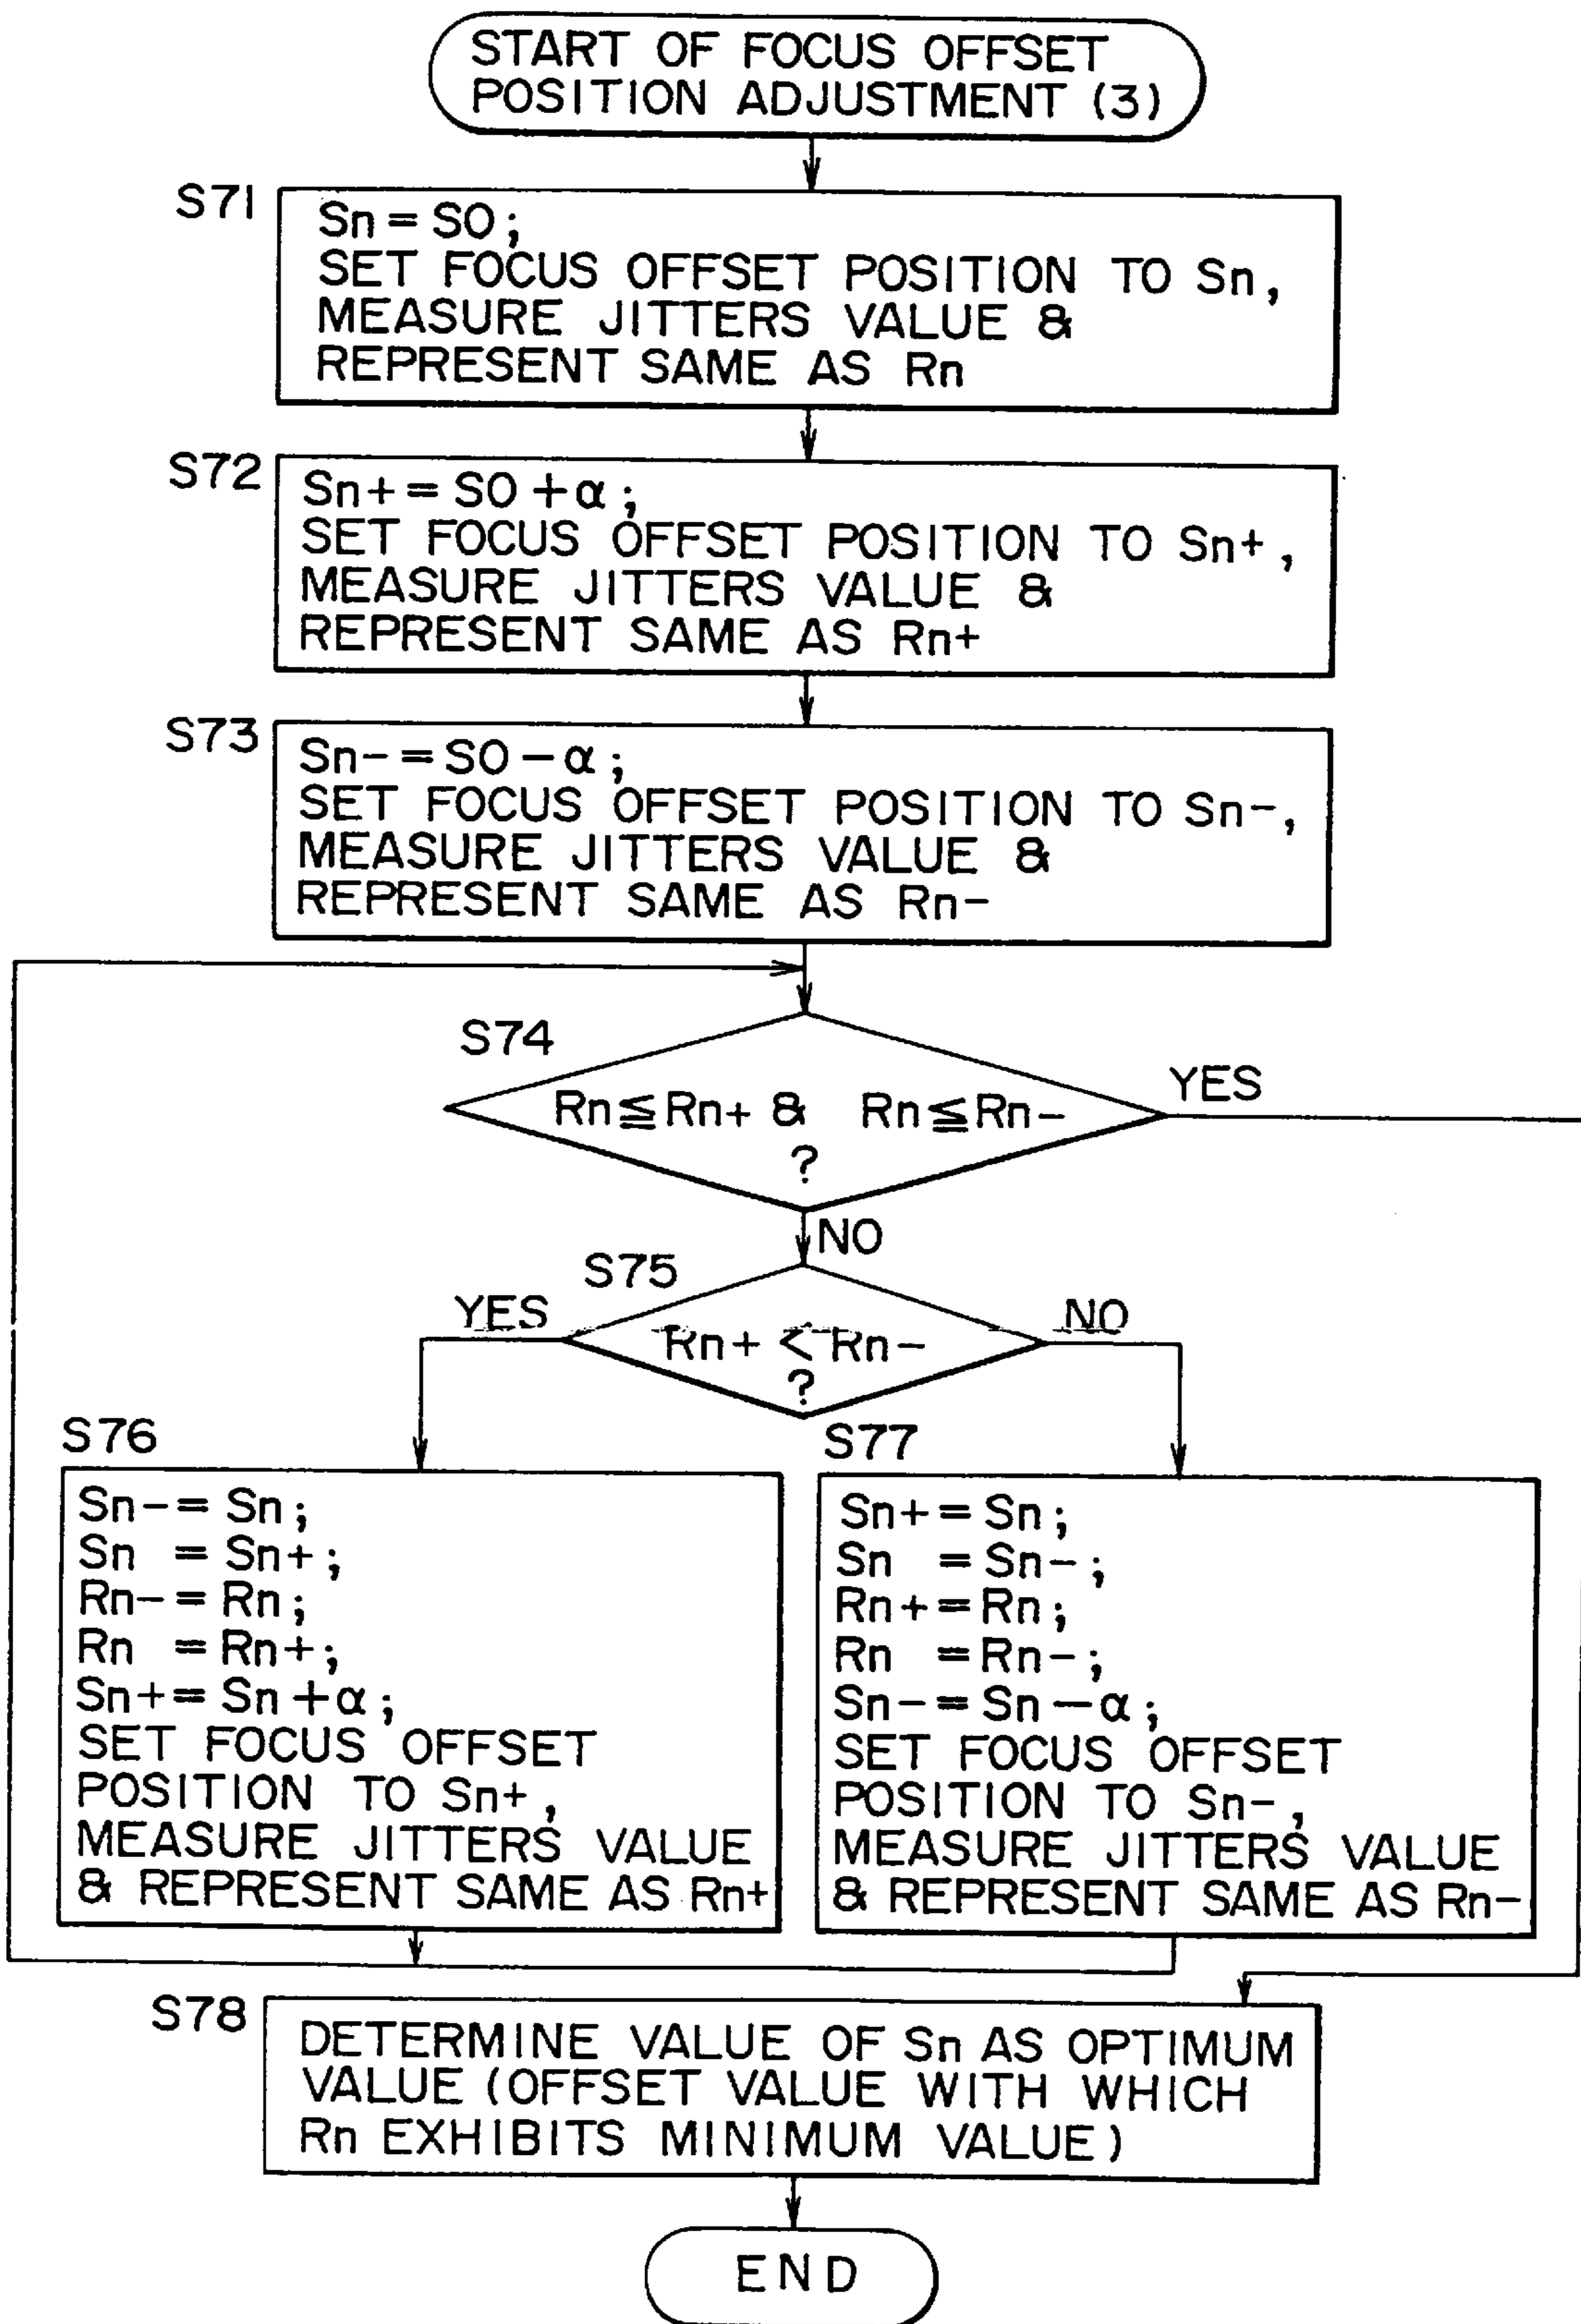 START OF FOCUS OFFSET
POSITION ADJUSTMENT (3)
S71
Sn = S0;
SET FOCUS OFFSET POSITION TO Sn,
MEASURE JITTERS VALUE &
REPRESENT SAME AS Rn
S72
Sn+ = S0 + α;
SET FOCUS OFFSET POSITION TO Sn+,
MEASURE JITTERS VALUE &
REPRESENT SAME AS Rn+
S73
Sn- = S0 - α;
SET FOCUS OFFSET POSITION TO Sn-,
MEASURE JITTERS VALUE &
REPRESENT SAME AS Rn-
S74
Rn ≦ Rn+ & Rn ≦ Rn-
?
YES
NO
S75
YES
Rn+ < Rn-
?
NO
S76
Sn- = Sn;
Sn = Sn+;
Rn- = Rn;
Rn = Rn+;
Sn+ = Sn + α;
SET FOCUS OFFSET
POSITION TO Sn+,
MEASURE JITTERS VALUE
& REPRESENT SAME AS Rn+
S77
Sn+ = Sn;
Sn = Sn-;
Rn+ = Rn;
Rn = Rn-;
Sn- = Sn - α;
SET FOCUS OFFSET
POSITION TO Sn-,
MEASURE JITTERS VALUE
& REPRESENT SAME AS Rn-
S78
DETERMINE VALUE OF Sn AS OPTIMUM
VALUE (OFFSET VALUE WITH WHICH
Rn EXHIBITS MINIMUM VALUE)
END